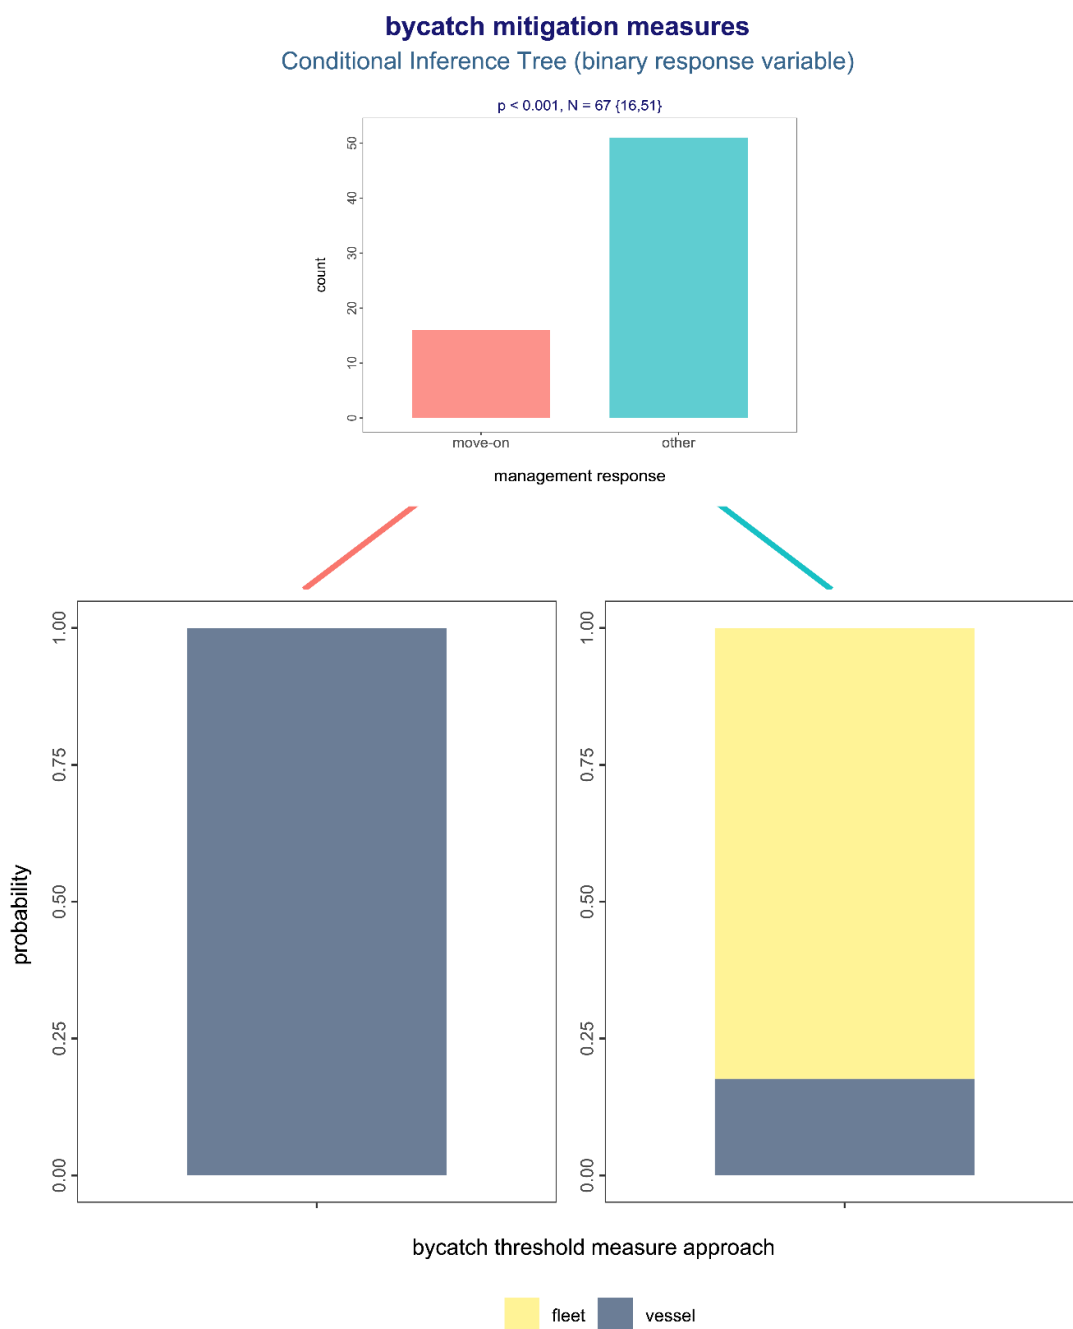 bycatch mitigation measures
Conditional Inference Tree (binary response variable)
p < 0.001, N = 67 {16,51}
50
40
30
20
10
0
count
move-on
other
management response
1.00
0.75
0.50
0.25
0.00
probability
1.00
0.75
0.50
0.25
0.00
bycatch threshold measure approach
fleet
vessel